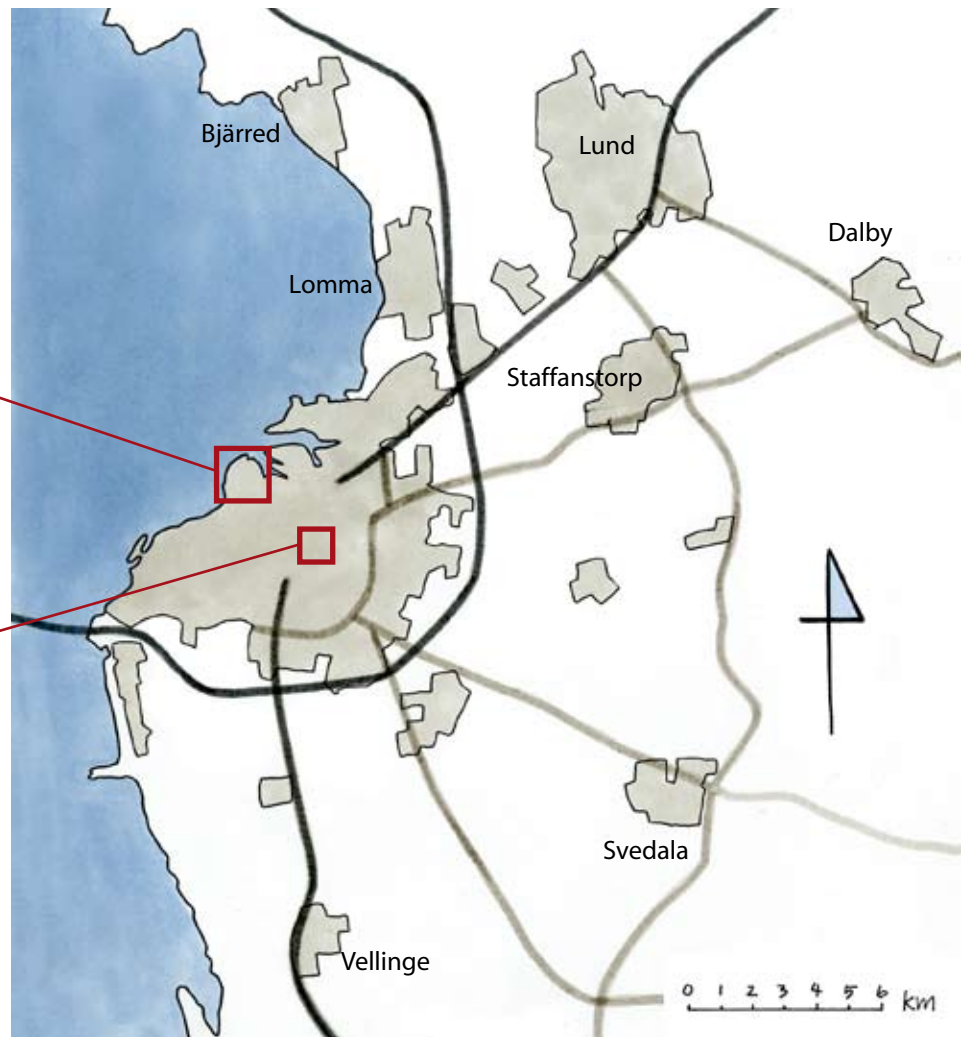 Bjärred
Lund
Dalby
Lomma
Staffanstorp
Svedala
Vellinge
0 1 2 3 4 5 6 km